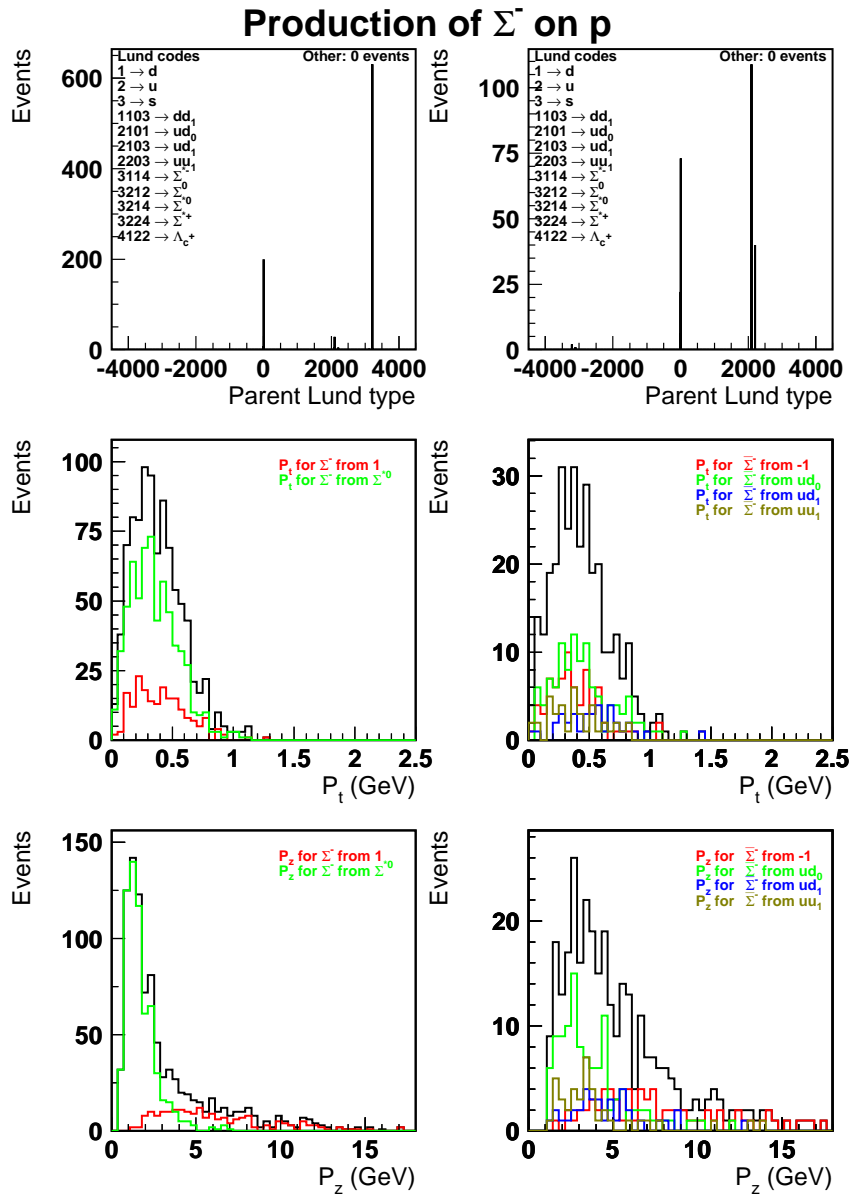 Production of Σ⁻ on p
Events
Lund codes
Other: 0 events
1 → d
2 → u
3 → s
1103 → dd₁
2101 → ud₀
2103 → ud₁
2203 → uu₁
3114 → Σ*⁻
3212 → Σ⁰
3214 → Σ*⁰
3224 → Σ*⁺
4122 → Λc⁺
600
400
200
0
-4000 -2000 0 2000 4000
Parent Lund type
Events
Lund codes
Other: 0 events
1 → d
2 → u
3 → s
1103 → dd₁
2101 → ud₀
2103 → ud₁
2203 → uu₁
3114 → Σ*⁻
3212 → Σ⁰
3214 → Σ*⁰
3224 → Σ*⁺
4122 → Λc⁺
100
75
50
25
0
-4000 -2000 0 2000 4000
Parent Lund type
Events
Pₜ for Σ⁻ from 1
Pₜ for Σ⁻ from Σ*⁰
100
75
50
25
0
0 0.5 1 1.5 2 2.5
Pₜ (GeV)
Events
Pₜ for Σ̅⁻ from -1
Pₜ for Σ̅⁻ from ud₀
Pₜ for Σ̅⁻ from ud₁
Pₜ for Σ̅⁻ from uu₁
30
20
10
0
0 0.5 1 1.5 2 2.5
Pₜ (GeV)
Events
P_z for Σ⁻ from 1
P_z for Σ⁻ from Σ*⁰
150
100
50
0
0 5 10 15
P_z (GeV)
Events
P_z for Σ̅⁻ from -1
P_z for Σ̅⁻ from ud₀
P_z for Σ̅⁻ from ud₁
P_z for Σ̅⁻ from uu₁
20
10
0
0 5 10 15
P_z (GeV)